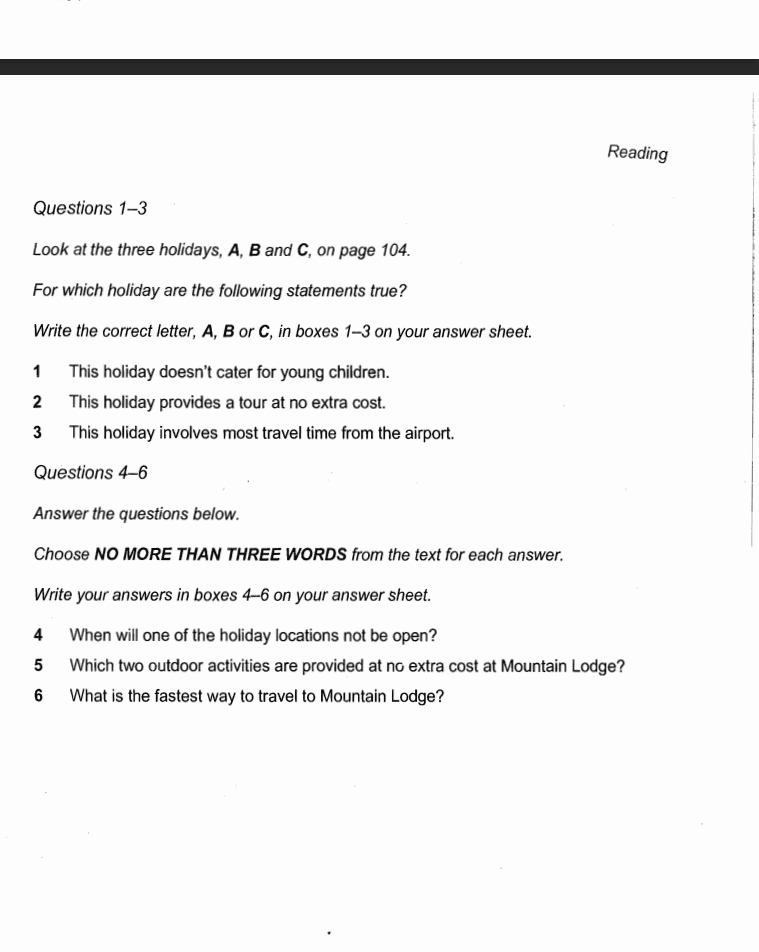 Reading
Questions 1–3
Look at the three holidays, A, B and C, on page 104.
For which holiday are the following statements true?
Write the correct letter, A, B or C, in boxes 1–3 on your answer sheet.
1 This holiday doesn't cater for young children.
2 This holiday provides a tour at no extra cost.
3 This holiday involves most travel time from the airport.
Questions 4–6
Answer the questions below.
Choose NO MORE THAN THREE WORDS from the text for each answer.
Write your answers in boxes 4–6 on your answer sheet.
4 When will one of the holiday locations not be open?
5 Which two outdoor activities are provided at no extra cost at Mountain Lodge?
6 What is the fastest way to travel to Mountain Lodge?